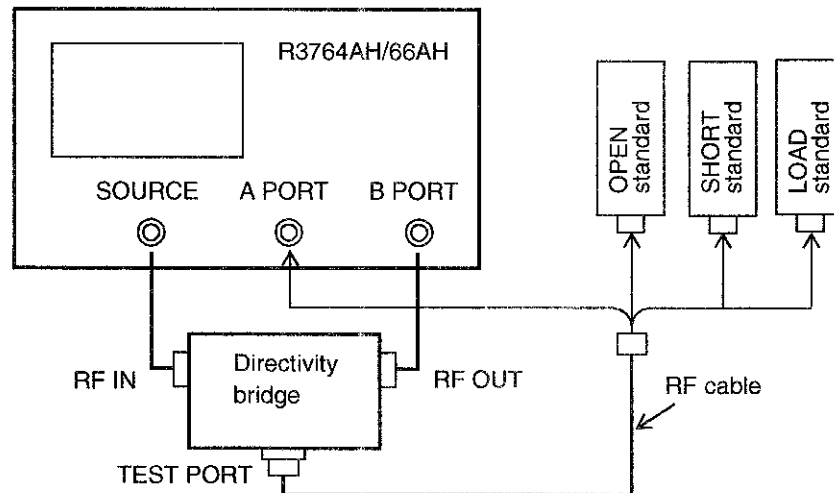 R3764AH/66AH
SOURCE
A PORT
B PORT
OPEN
standard
SHORT
standard
LOAD
standard
RF IN
Directivity
bridge
RF OUT
RF cable
TEST PORT